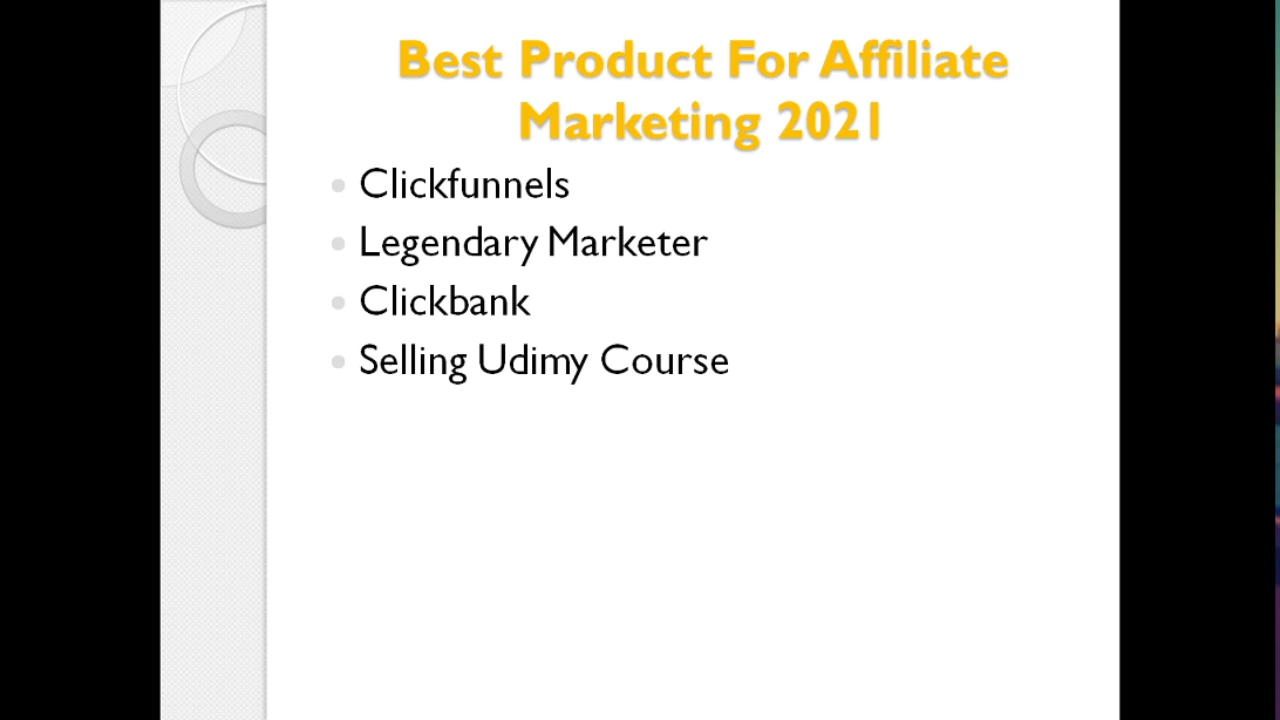 Best Product For Affiliate
Marketing 2021
Clickfunnels
Legendary Marketer
Clickbank
Selling Udimy Course